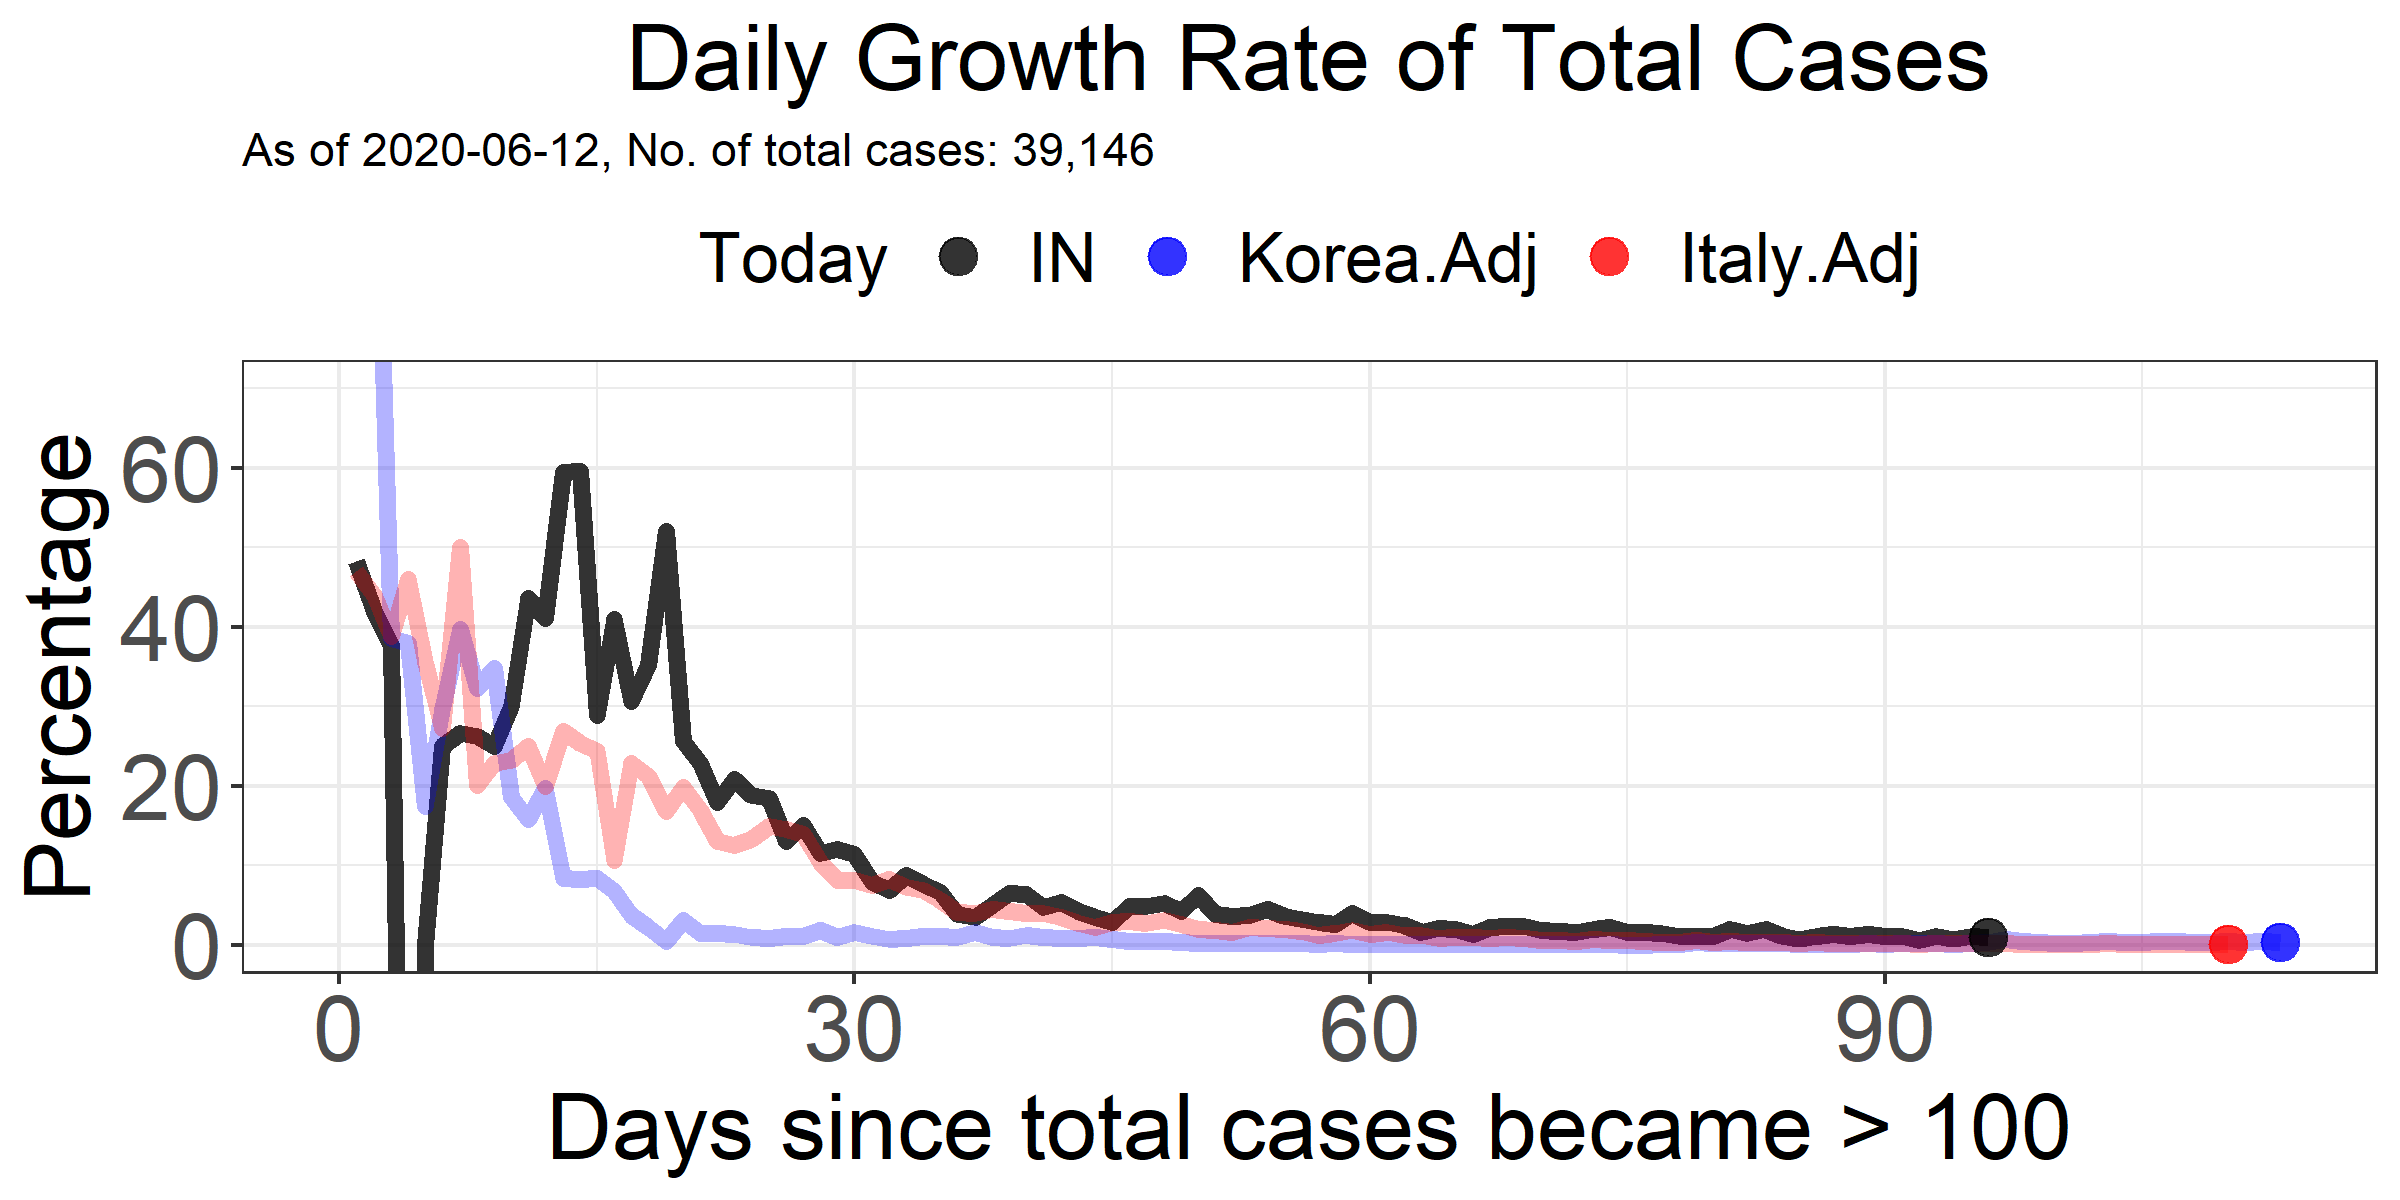 Daily Growth Rate of Total Cases
As of 2020-06-12, No. of total cases: 39,146
Today IN Korea.Adj Italy.Adj
Percentage
60
40
20
0
0 30 60 90
Days since total cases became > 100